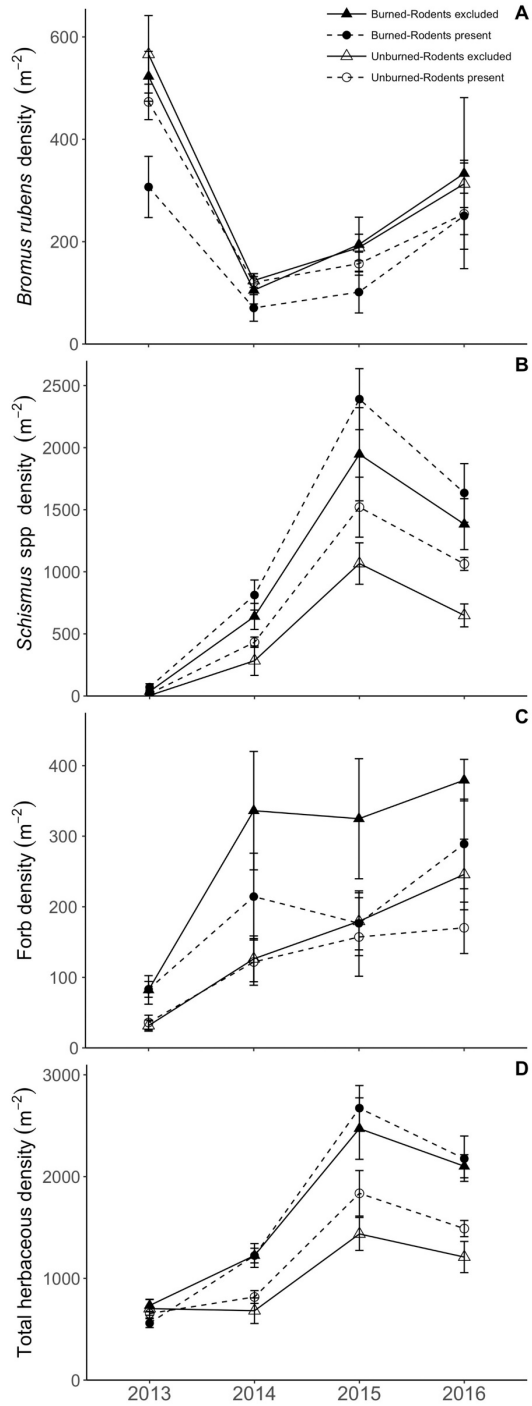 A
Burned-Rodents excluded
Burned-Rodents present
Unburned-Rodents excluded
Unburned-Rodents present
Bromus rubens density (m⁻²)
600
400
200
0
B
Schismus spp density (m⁻²)
2500
2000
1500
1000
500
0
C
Forb density (m⁻²)
400
300
200
100
0
D
Total herbaceous density (m⁻²)
3000
2000
1000
0
2013 2014 2015 2016